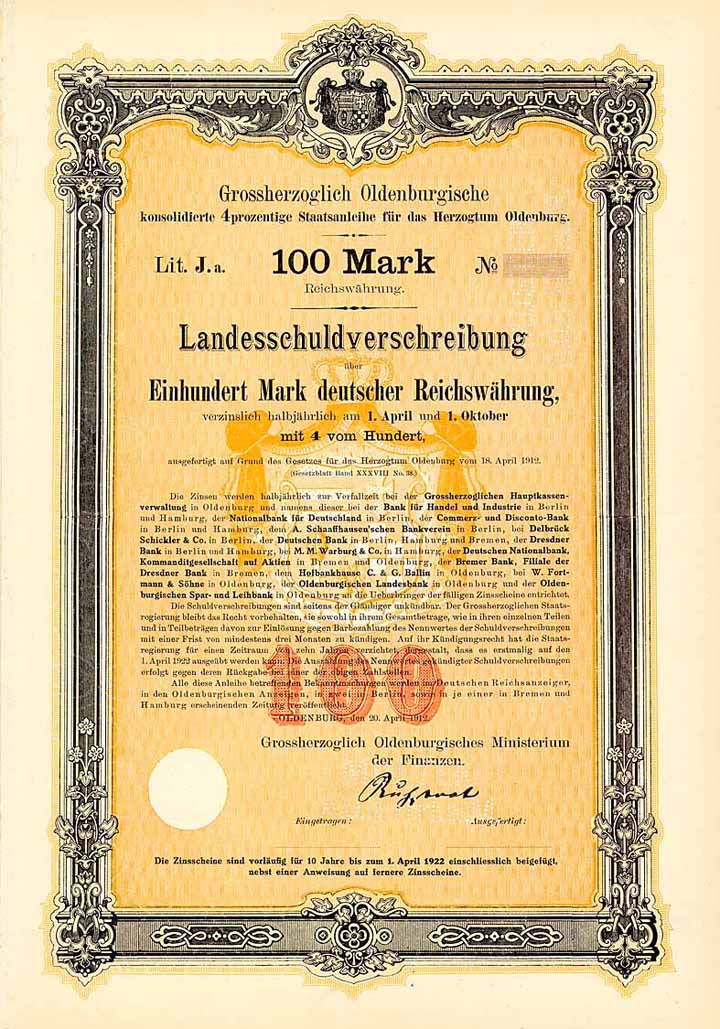 Grossherzoglich Oldenburgische
konsolidierte 4prozentige Staatsanleihe für das Herzogtum Oldenburg.
Lit. J. a. 100 Mark №
Reichswährung.
Landesschuldverschreibung
über
Einhundert Mark deutscher Reichswährung,
verzinslich halbjährlich am 1. April und 1. Oktober
mit 4 vom Hundert,
ausgefertigt auf Grund des Gesetzes für das Herzogtum Oldenburg vom 18. April 1912.
(Gesetzblatt Band XXXVIII No. 38.)
Die Zinsen werden halbjährlich zur Verfallzeit bei der Grossherzoglichen Hauptkassen-
verwaltung in Oldenburg und namens dieser bei der Bank für Handel und Industrie in Berlin
und Hamburg, der Nationalbank für Deutschland in Berlin, der Commerz- und Disconto-Bank
in Berlin und Hamburg, dem A. Schaaffhausen'schen Bankverein in Berlin, bei Delbrück
Schickler & Co. in Berlin, der Deutschen Bank in Berlin, Hamburg und Bremen, der Dresdner
Bank in Berlin und Hamburg, bei M. M. Warburg & Co. in Hamburg, der Deutschen Nationalbank,
Kommanditgesellschaft auf Aktien in Bremen und Oldenburg, der Bremer Bank, Filiale der
Dresdner Bank in Bremen, dem Hofbankhause C. & G. Ballin in Oldenburg, bei W. Fort-
mann & Söhne in Oldenburg, der Oldenburgischen Landesbank in Oldenburg und der Olden-
burgischen Spar- und Leihbank in Oldenburg an die Ueberbringer der fälligen Zinsscheine entrichtet.
Die Schuldverschreibungen sind seitens der Gläubiger unkündbar. Der Grossherzoglichen Staats-
regierung bleibt das Recht vorbehalten, sie sowohl in ihrem Gesamtbetrage, wie in ihren einzelnen Teilen
und in Teilbeträgen davon zur Einlösung gegen Barbezahlung des Nennwertes der Schuldverschreibungen
mit einer Frist von mindestens drei Monaten zu kündigen. Auf ihr Kündigungsrecht hat die Staats-
regierung für einen Zeitraum von zehn Jahren verzichtet, dergestalt, dass es erstmalig auf den
1. April 1922 ausgeübt werden kann. Die Auszahlung des Nennwertes gekündigter Schuldverschreibungen
erfolgt gegen deren Rückgabe bei einer der obigen Zahlstellen.
Alle diese Anleihe betreffenden Bekanntmachungen werden im Deutschen Reichsanzeiger,
in den Oldenburgischen Anzeigen, in zwei in Berlin, sowie in je einer in Bremen und
Hamburg erscheinenden Zeitung veröffentlicht.
100
OLDENBURG, den 20. April 1912.
Grossherzoglich Oldenburgisches Ministerium
der Finanzen.
Ruhstrat
Eingetragen: Ausgefertigt:
Die Zinsscheine sind vorläufig für 10 Jahre bis zum 1. April 1922 einschliesslich beigefügt,
nebst einer Anweisung auf fernere Zinsscheine.